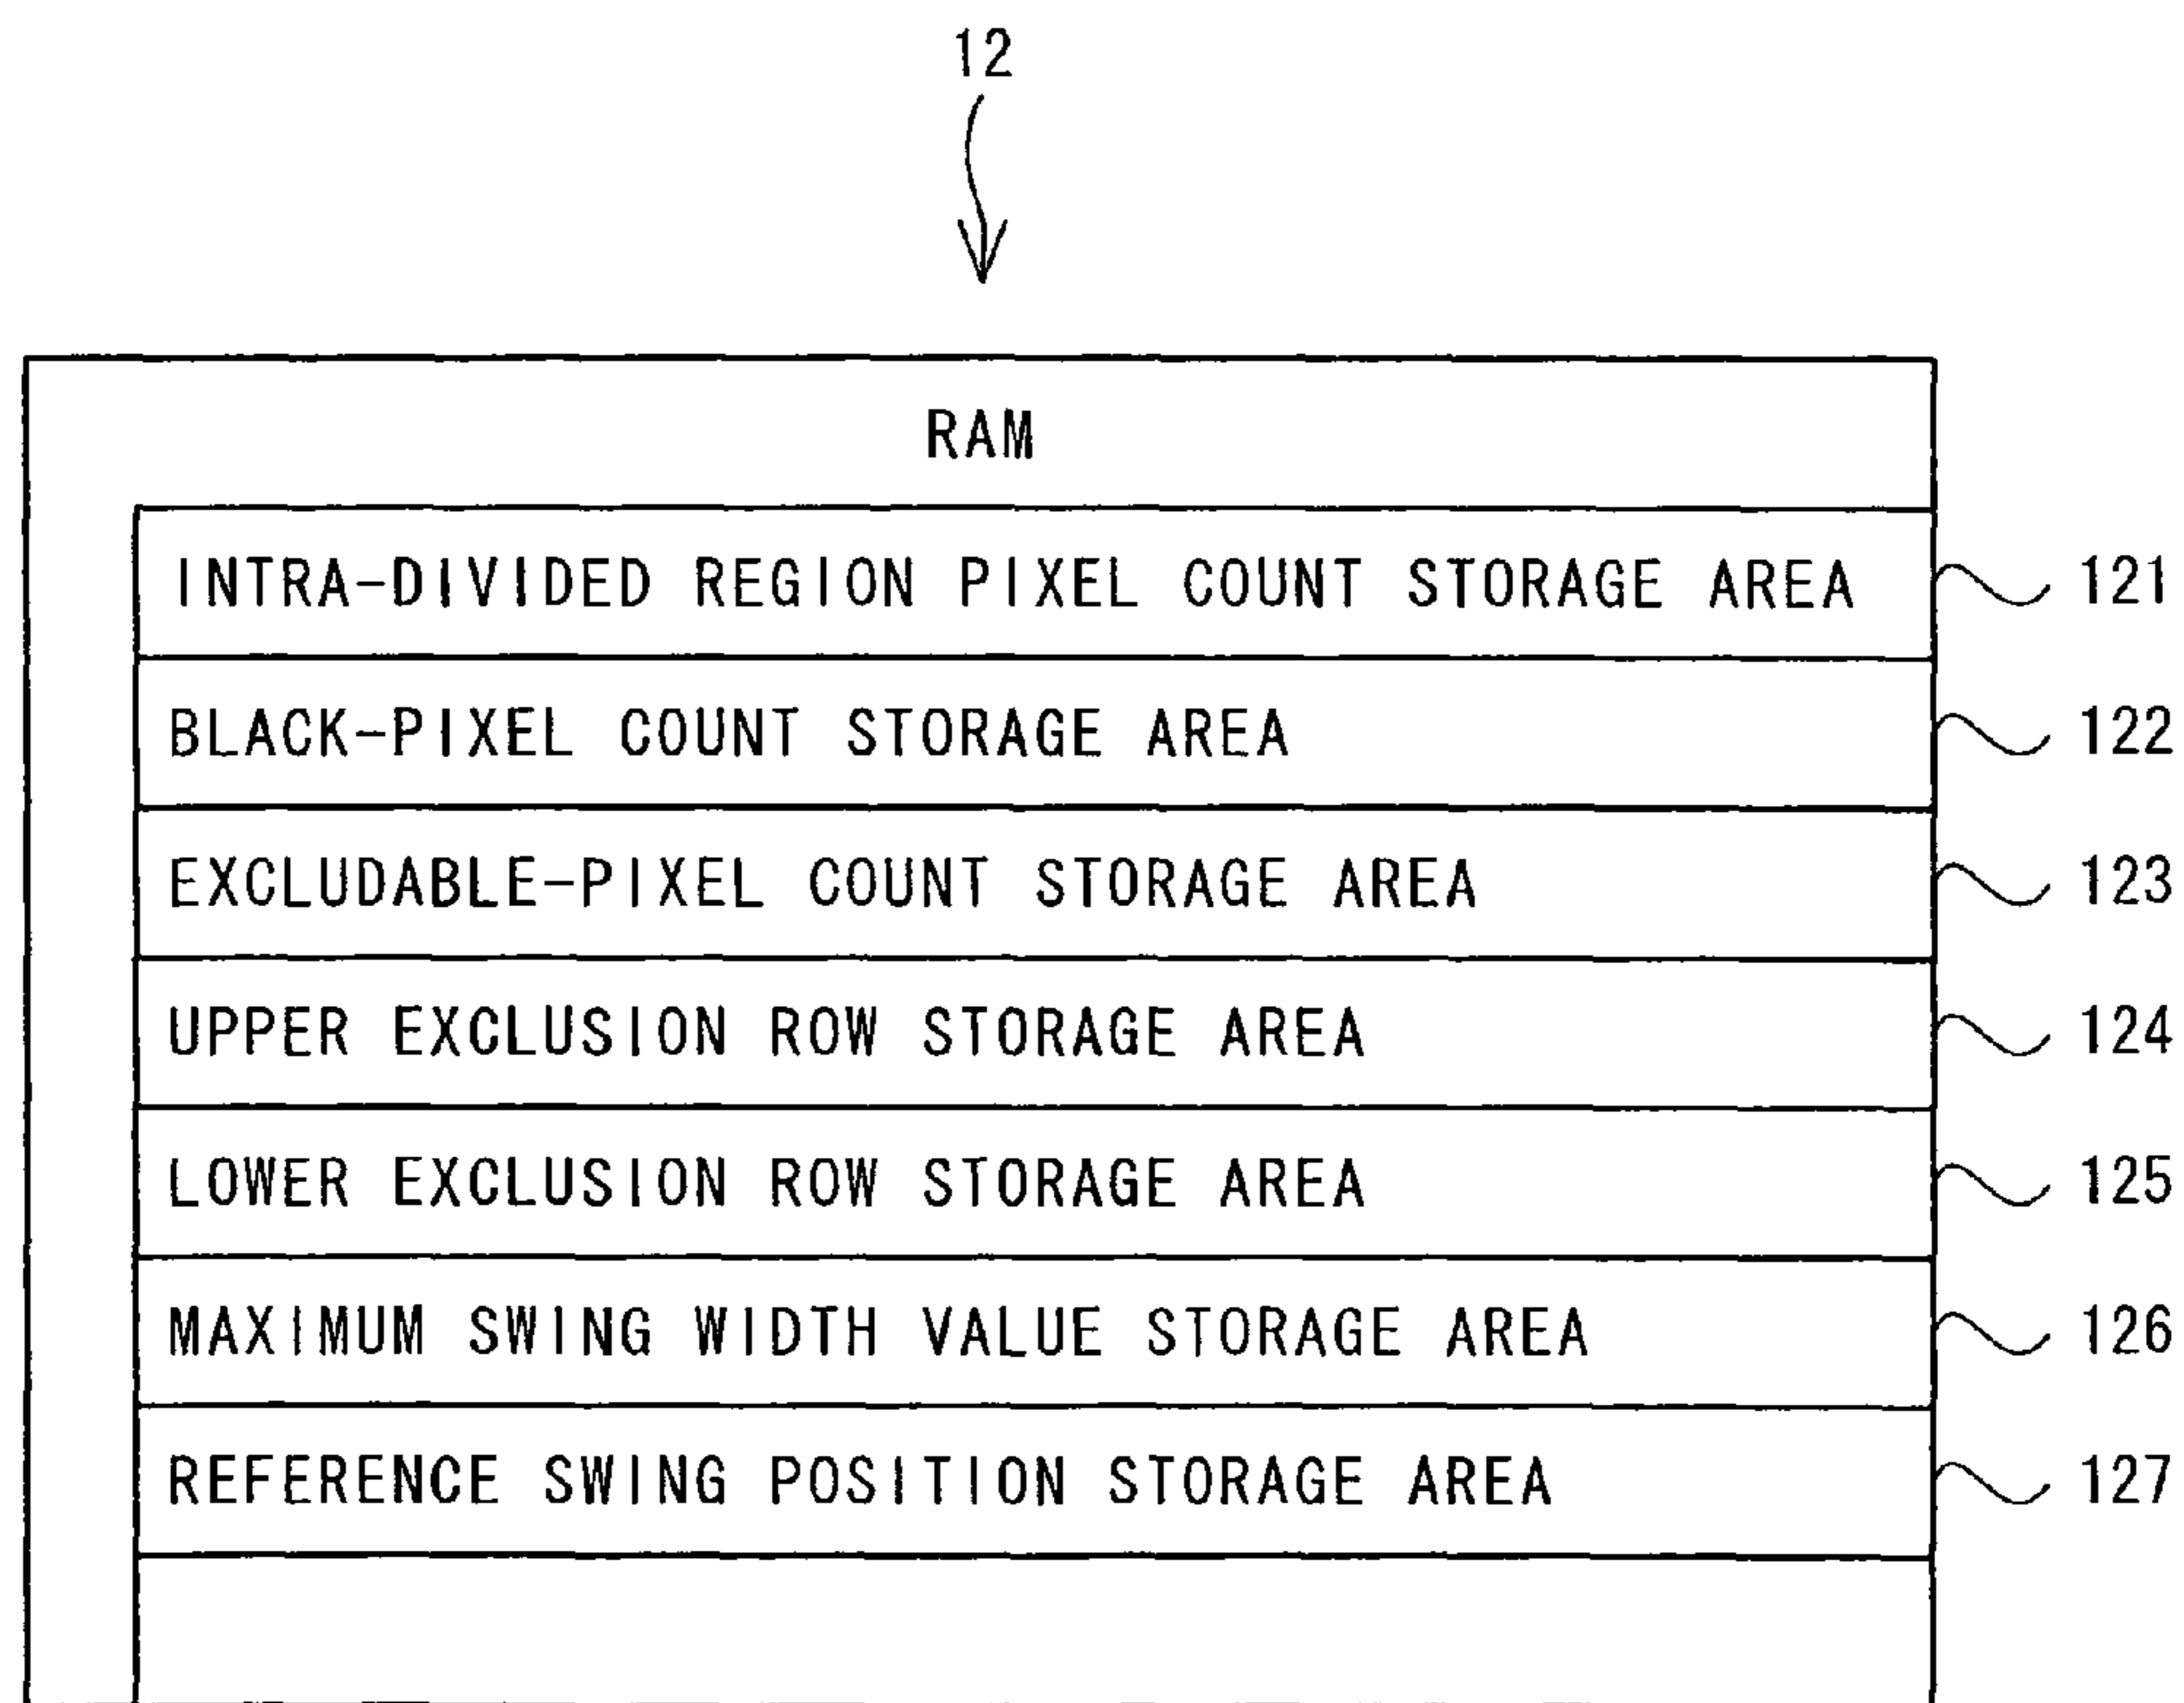 12
RAM
INTRA-DIVIDED REGION PIXEL COUNT STORAGE AREA 121
BLACK-PIXEL COUNT STORAGE AREA 122
EXCLUDABLE-PIXEL COUNT STORAGE AREA 123
UPPER EXCLUSION ROW STORAGE AREA 124
LOWER EXCLUSION ROW STORAGE AREA 125
MAXIMUM SWING WIDTH VALUE STORAGE AREA 126
REFERENCE SWING POSITION STORAGE AREA 127